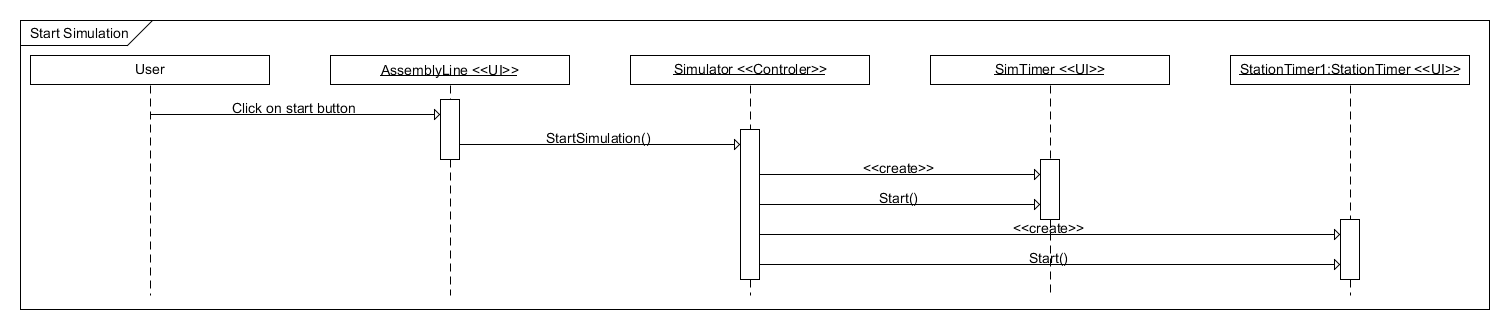 Start Simulation
User
AssemblyLine <<UI>>
Simulator <<Controler>>
SimTimer <<UI>>
StationTimer1:StationTimer <<UI>>
Click on start button
StartSimulation()
<<create>>
Start()
<<create>>
Start()